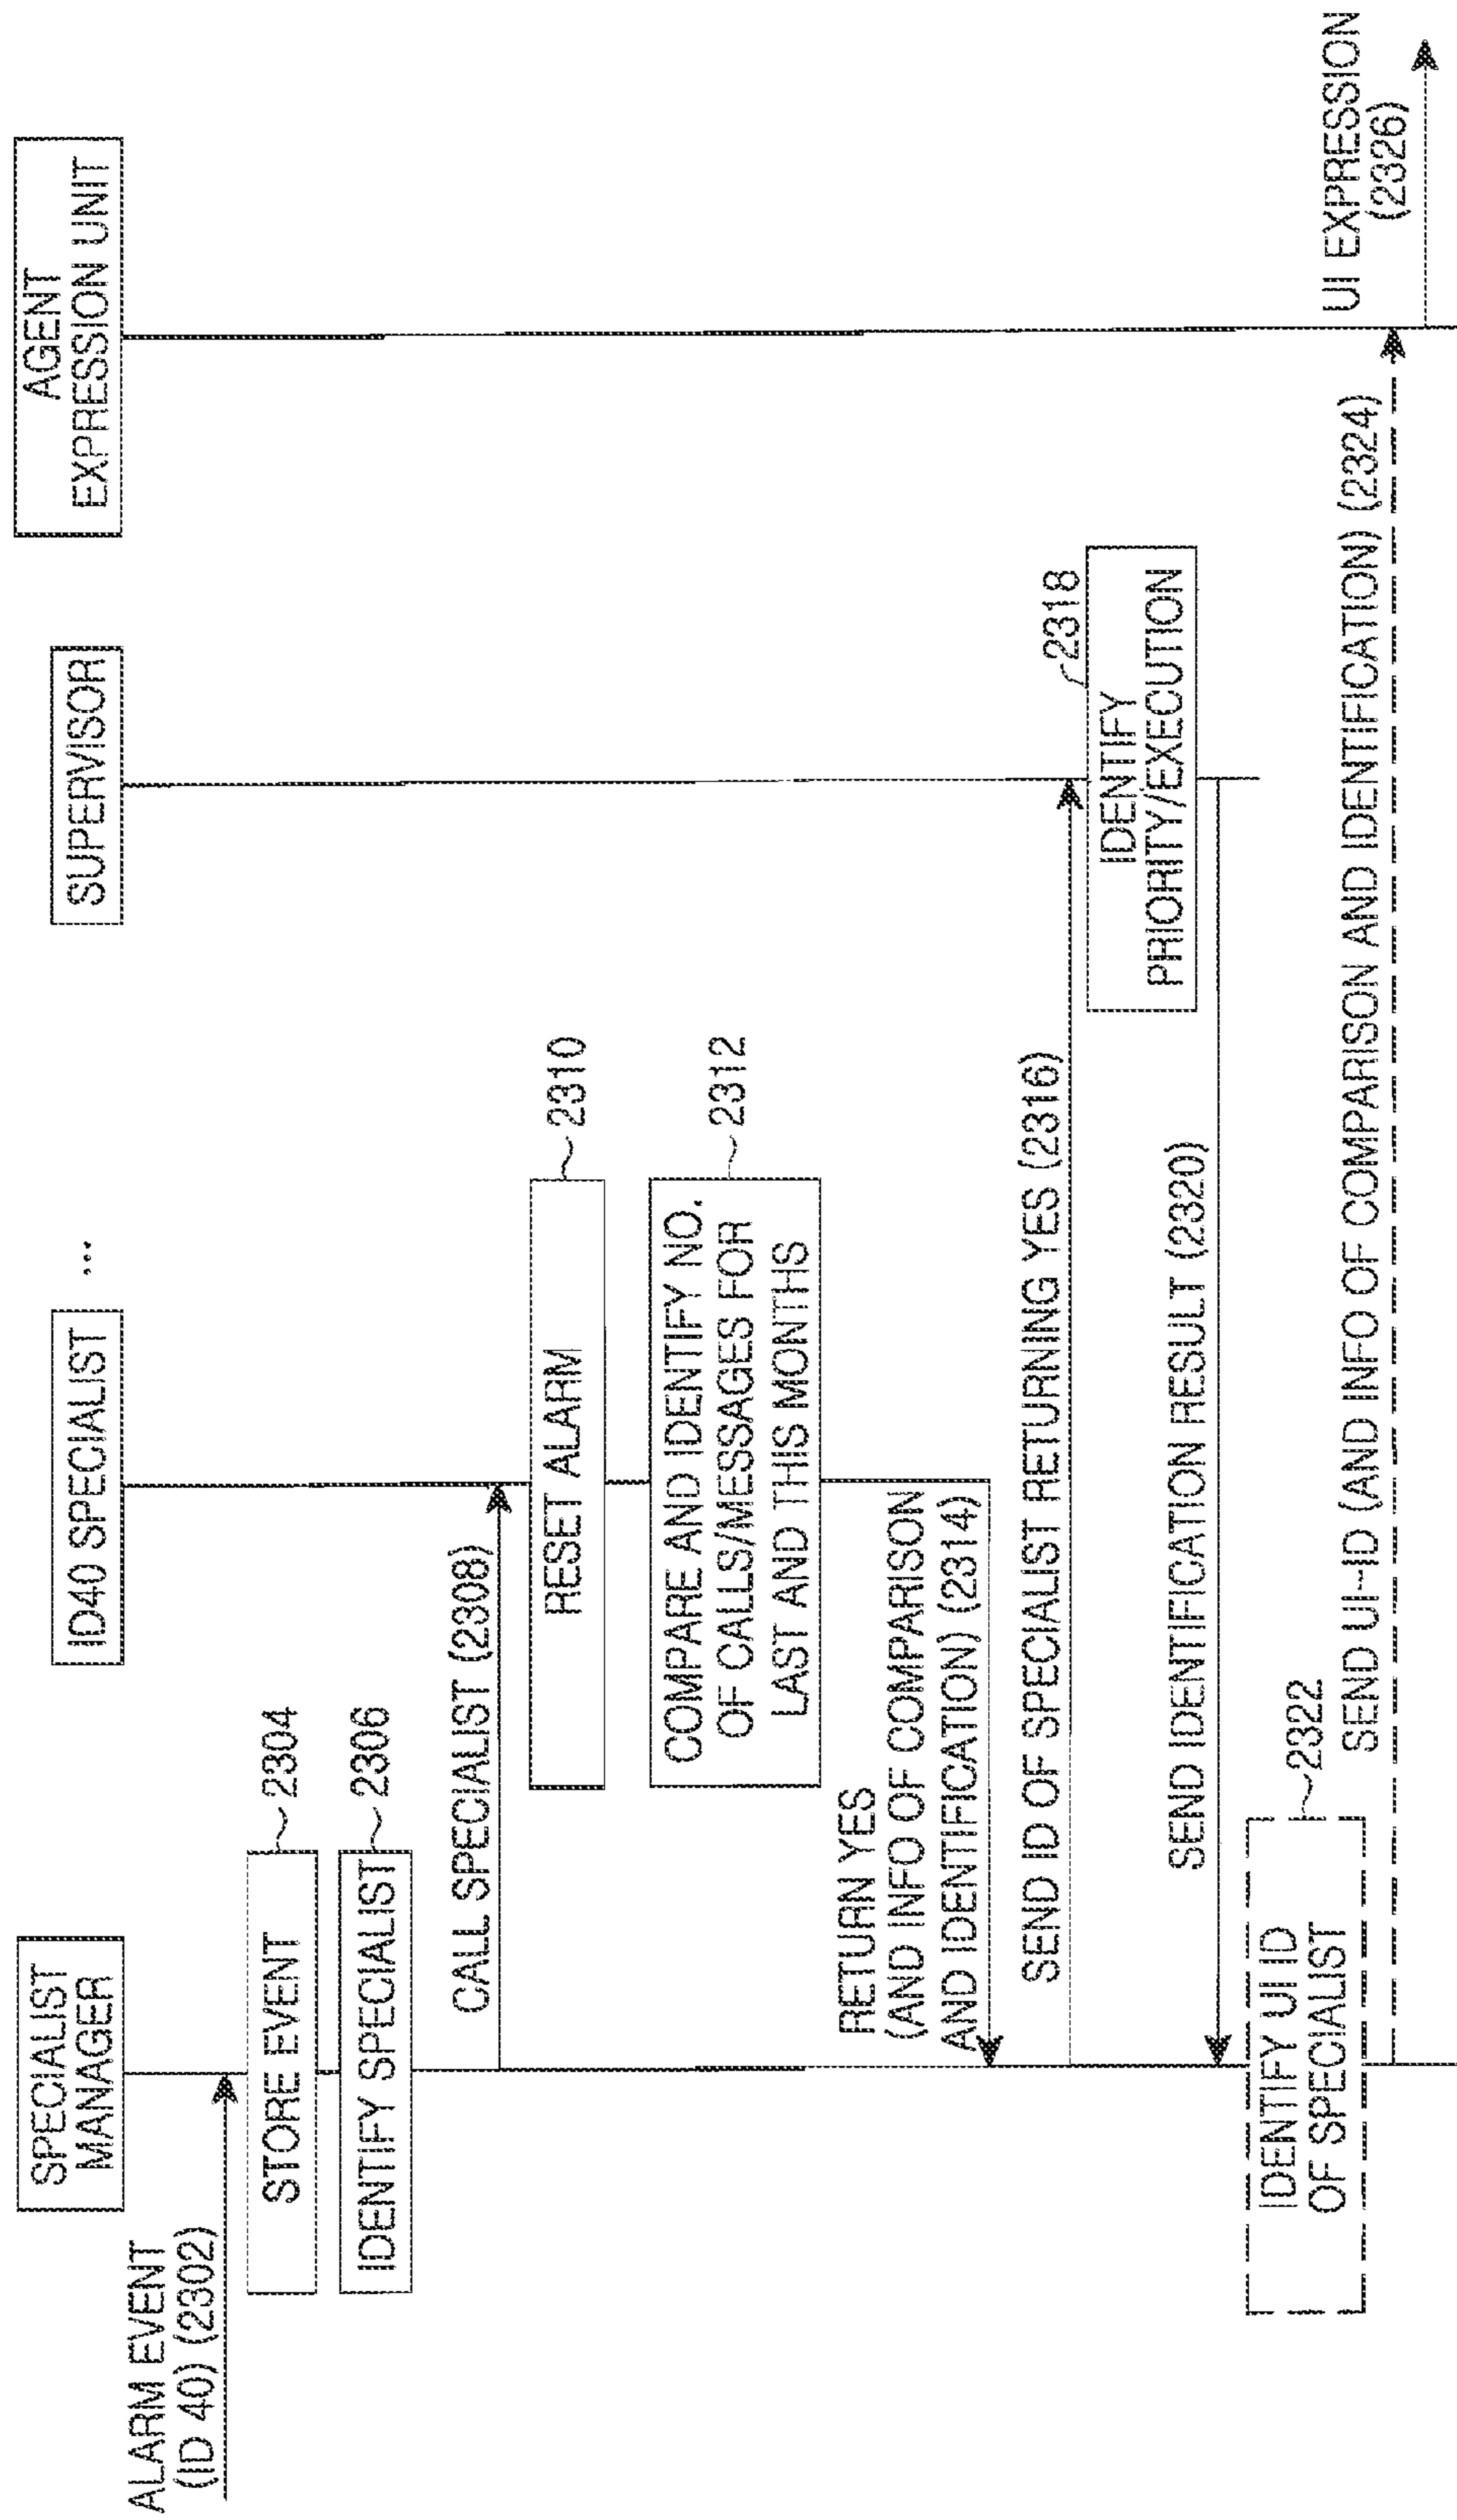 SPECIALIST
MANAGER
ID40 SPECIALIST
...
SUPERVISOR
AGENT
EXPRESSION UNIT
ALARM EVENT
(ID 40) (2302)
STORE EVENT
2304
IDENTIFY SPECIALIST
2306
CALL SPECIALIST (2308)
RESET ALARM
2310
COMPARE AND IDENTIFY NO.
OF CALLS/MESSAGES FOR
LAST AND THIS MONTHS
2312
RETURN YES
(AND INFO OF COMPARISON
AND IDENTIFICATION) (2314)
SEND ID OF SPECIALIST RETURNING YES (2316)
2318
IDENTIFY
PRIORITY/EXECUTION
SEND IDENTIFICATION RESULT (2320)
IDENTIFY UI ID
OF SPECIALIST
2322
SEND UI-ID (AND INFO OF COMPARISON AND IDENTIFICATION) (2324)
UI EXPRESSION
(2326)